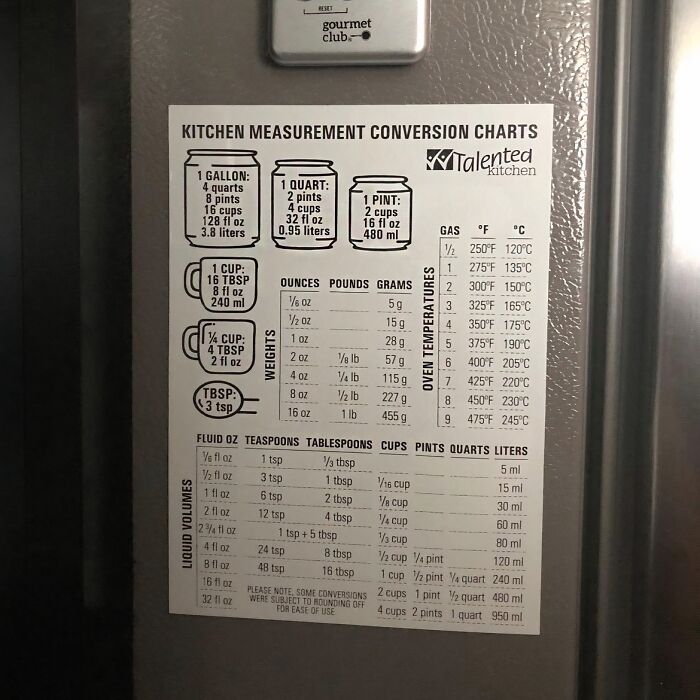 RESET
gourmet
club
KITCHEN MEASUREMENT CONVERSION CHARTS
Talented
kitchen
1 GALLON:
4 quarts
8 pints
16 cups
128 fl oz
3.8 liters
1 QUART:
2 pints
4 cups
32 fl oz
0.95 liters
1 PINT:
2 cups
16 fl oz
480 ml
1 CUP:
16 TBSP
8 fl oz
240 ml
¼ CUP:
4 TBSP
2 fl oz
TBSP:
3 tsp
WEIGHTS
OUNCES POUNDS GRAMS
1/6 oz 5 g
½ oz 15 g
1 oz 28 g
2 oz 1/8 lb 57 g
4 oz ¼ lb 115 g
8 oz ½ lb 227 g
16 oz 1 lb 455 g
OVEN TEMPERATURES
GAS °F °C
½ 250°F 120°C
1 275°F 135°C
2 300°F 150°C
3 325°F 165°C
4 350°F 175°C
5 375°F 190°C
6 400°F 205°C
7 425°F 220°C
8 450°F 230°C
9 475°F 245°C
LIQUID VOLUMES
FLUID OZ TEASPOONS TABLESPOONS CUPS PINTS QUARTS LITERS
1/6 fl oz 1 tsp 1/3 tbsp 5 ml
½ fl oz 3 tsp 1 tbsp 1/16 cup 15 ml
1 fl oz 6 tsp 2 tbsp 1/8 cup 30 ml
2 fl oz 12 tsp 4 tbsp ¼ cup 60 ml
2 ¾ fl oz 1 tsp + 5 tbsp 1/3 cup 80 ml
4 fl oz 24 tsp 8 tbsp ½ cup ¼ pint 120 ml
8 fl oz 48 tsp 16 tbsp 1 cup ½ pint ¼ quart 240 ml
16 fl oz 2 cups 1 pint ½ quart 480 ml
32 fl oz 4 cups 2 pints 1 quart 950 ml
PLEASE NOTE, SOME CONVERSIONS
WERE SUBJECT TO ROUNDING OFF
FOR EASE OF USE